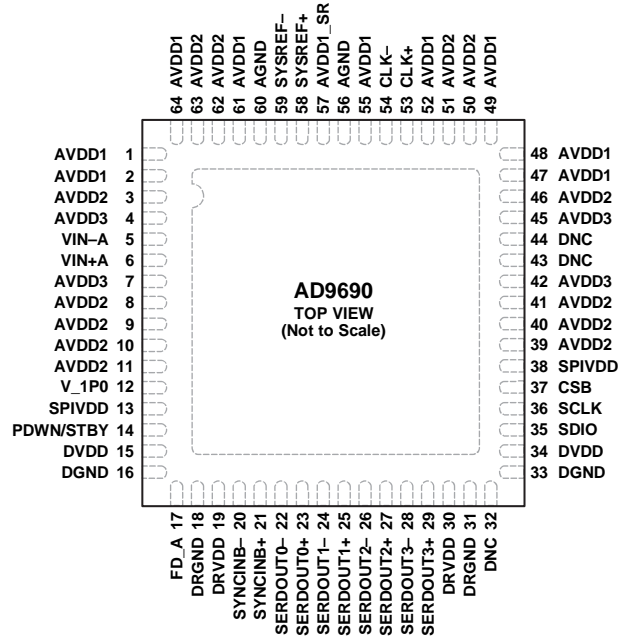 64 AVDD1
63 AVDD2
62 AVDD2
61 AVDD1
60 AGND
59 SYSREF–
58 SYSREF+
57 AVDD1_SR
56 AGND
55 AVDD1
54 CLK–
53 CLK+
52 AVDD1
51 AVDD2
50 AVDD2
49 AVDD1
AVDD1 1
AVDD1 2
AVDD2 3
AVDD3 4
VIN–A 5
VIN+A 6
AVDD3 7
AVDD2 8
AVDD2 9
AVDD2 10
AVDD2 11
V_1P0 12
SPIVDD 13
PDWN/STBY 14
DVDD 15
DGND 16
AD9690
TOP VIEW
(Not to Scale)
48 AVDD1
47 AVDD1
46 AVDD2
45 AVDD3
44 DNC
43 DNC
42 AVDD3
41 AVDD2
40 AVDD2
39 AVDD2
38 SPIVDD
37 CSB
36 SCLK
35 SDIO
34 DVDD
33 DGND
FD_A 17
DRGND 18
DRVDD 19
SYNCINB– 20
SYNCINB+ 21
SERDOUT0– 22
SERDOUT0+ 23
SERDOUT1– 24
SERDOUT1+ 25
SERDOUT2– 26
SERDOUT2+ 27
SERDOUT3– 28
SERDOUT3+ 29
DRVDD 30
DRGND 31
DNC 32